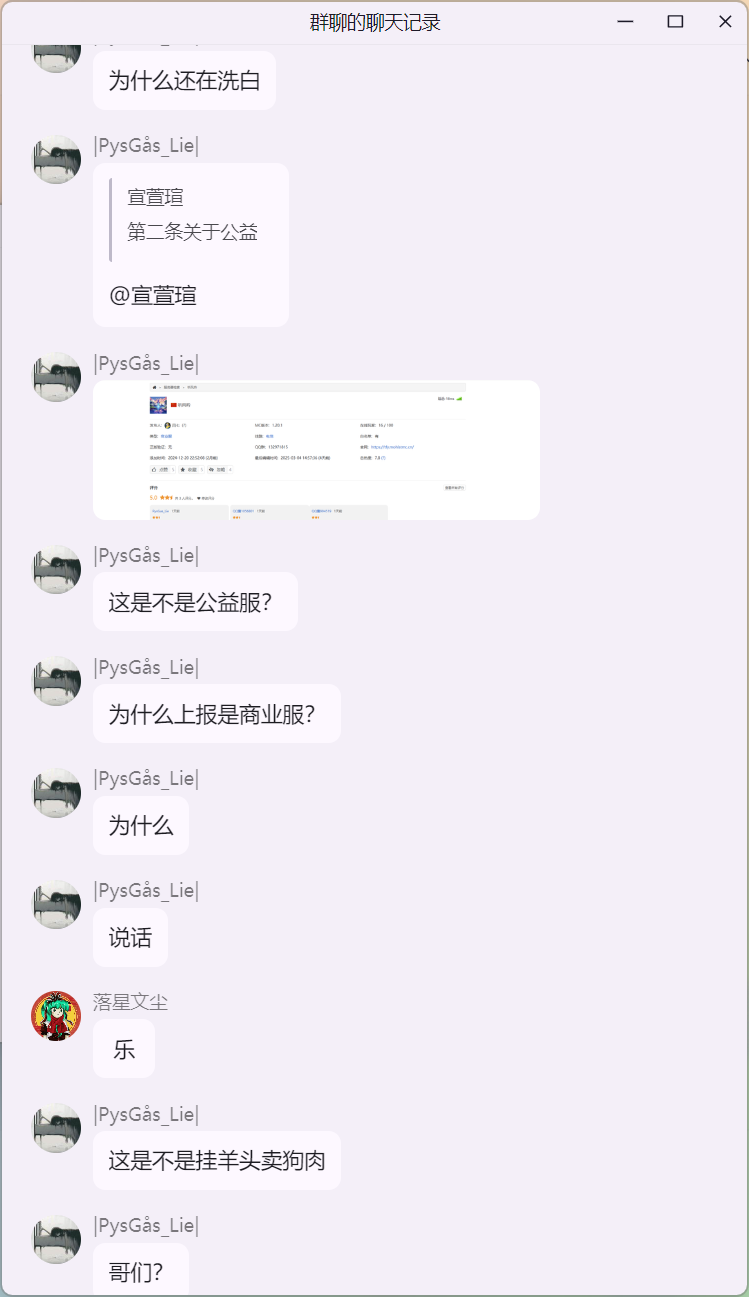 群聊的聊天记录
为什么还在洗白
|PysGås_Lie|
宣萱瑄
第二条关于公益
@宣萱瑄
|PysGås_Lie|
|PysGås_Lie|
这是不是公益服?
|PysGås_Lie|
为什么上报是商业服?
|PysGås_Lie|
为什么
|PysGås_Lie|
说话
落星文尘
乐
|PysGås_Lie|
这是不是挂羊头卖狗肉
|PysGås_Lie|
哥们?